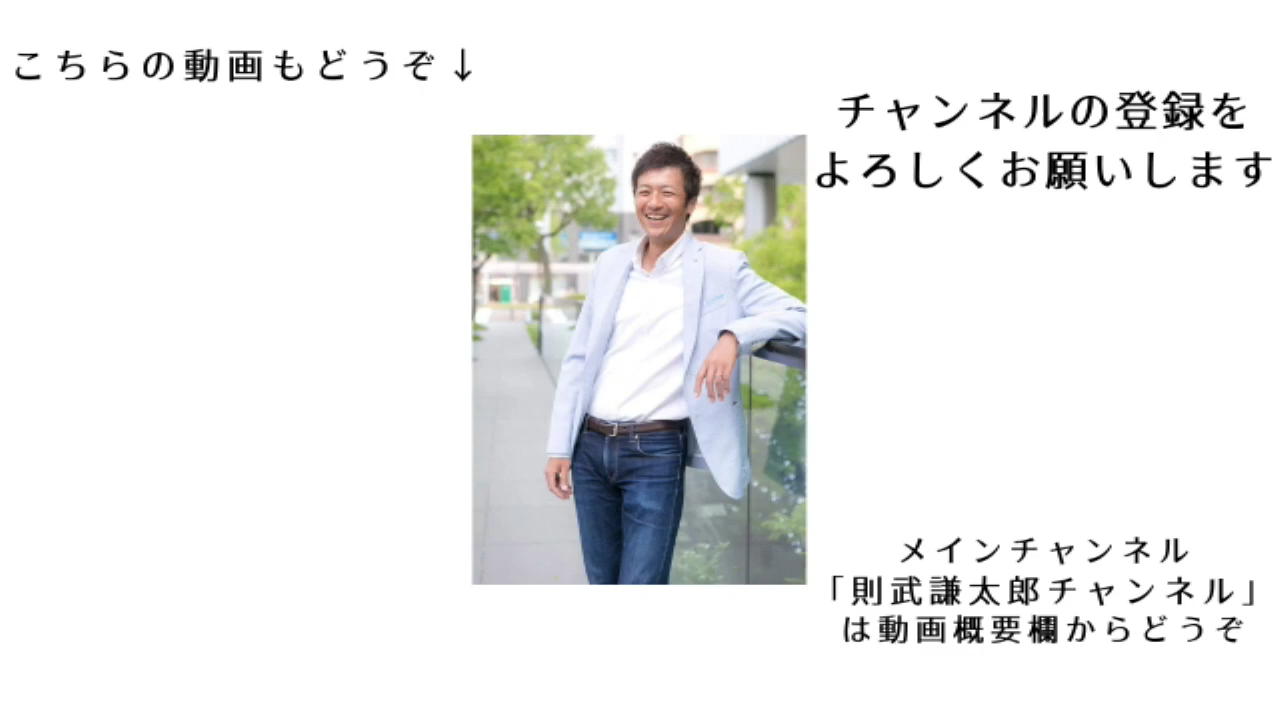 こちらの動画もどうぞ↓
チャンネルの登録を
よろしくお願いします
メインチャンネル
「則武謙太郎チャンネル」
は動画概要欄からどうぞ